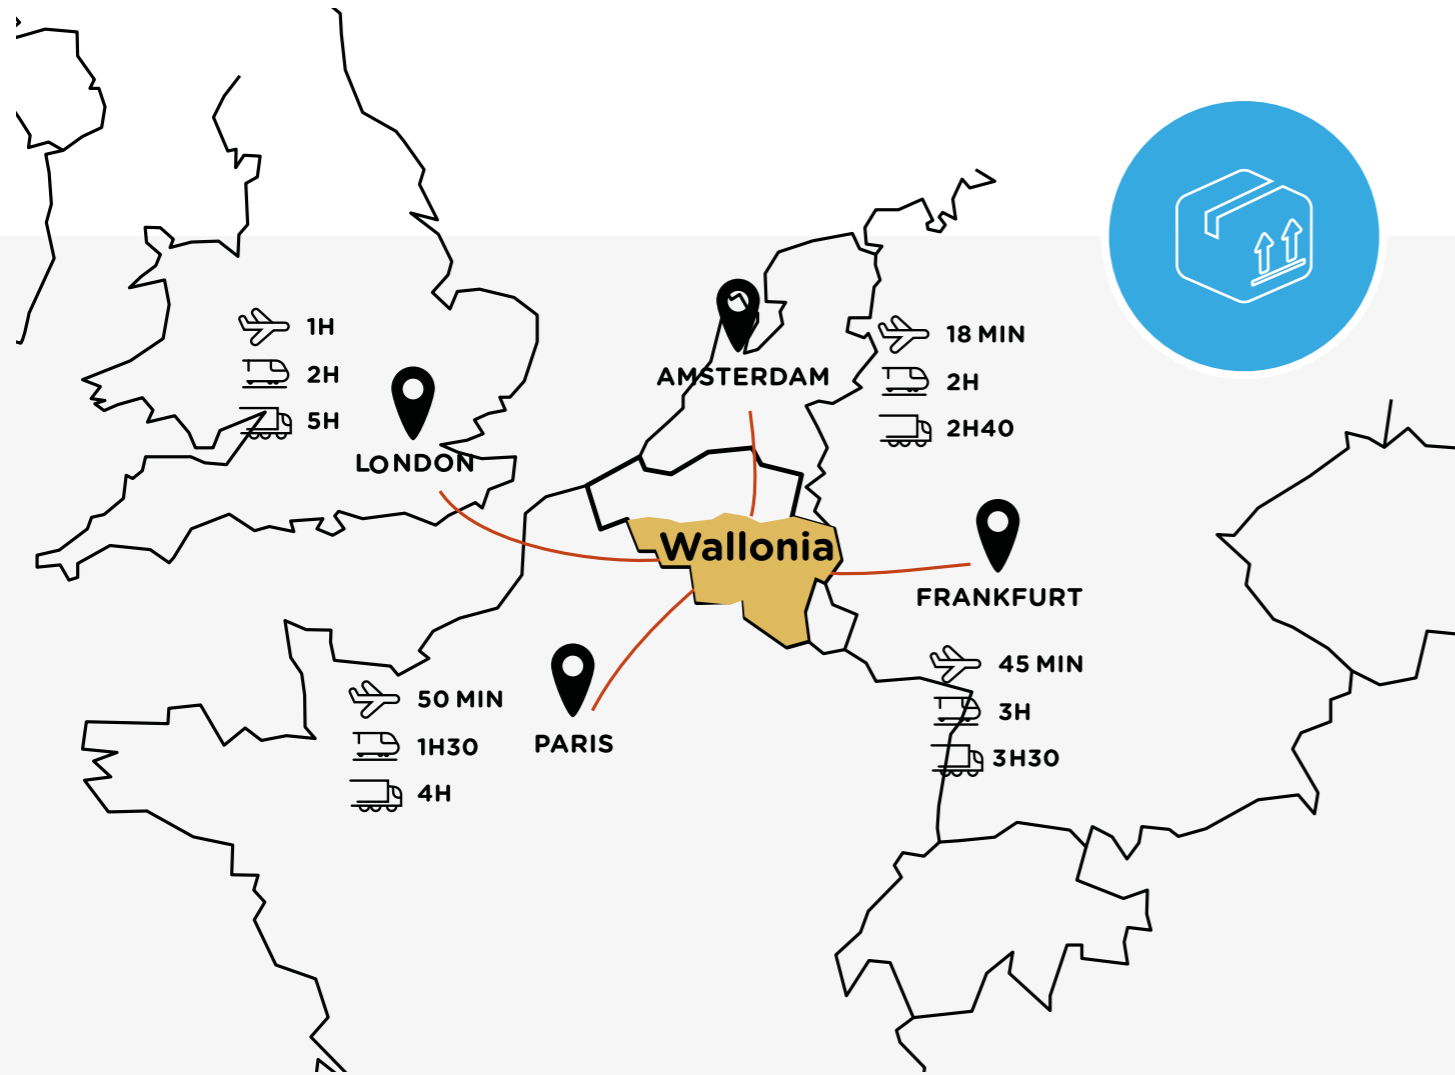 1H
2H
5H
LONDON
AMSTERDAM
18 MIN
2H
2H40
Wallonia
FRANKFURT
45 MIN
3H
3H30
50 MIN
1H30
4H
PARIS